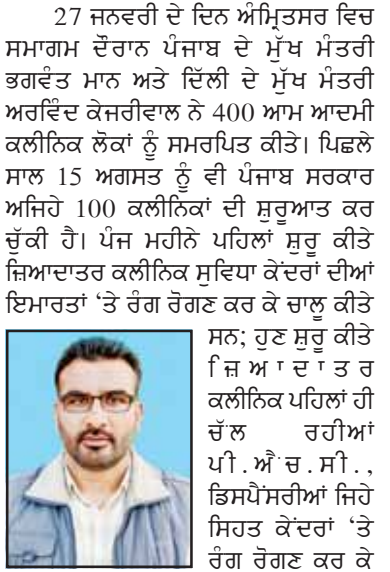 27 ਜਨਵਰੀ ਦੇ ਦਿਨ ਅੰਮ੍ਰਿਤਸਰ ਵਿਚ
ਸਮਾਗਮ ਦੌਰਾਨ ਪੰਜਾਬ ਦੇ ਮੁੱਖ ਮੰਤਰੀ
ਭਗਵੰਤ ਮਾਨ ਅਤੇ ਦਿੱਲੀ ਦੇ ਮੁੱਖ ਮੰਤਰੀ
ਅਰਵਿੰਦ ਕੇਜਰੀਵਾਲ ਨੇ 400 ਆਮ ਆਦਮੀ
ਕਲੀਨਿਕ ਲੋਕਾਂ ਨੂੰ ਸਮਰਪਿਤ ਕੀਤੇ। ਪਿਛਲੇ
ਸਾਲ 15 ਅਗਸਤ ਨੂੰ ਵੀ ਪੰਜਾਬ ਸਰਕਾਰ
ਅਜਿਹੇ 100 ਕਲੀਨਿਕਾਂ ਦੀ ਸ਼ੁਰੂਆਤ ਕਰ
ਚੁੱਕੀ ਹੈ। ਪੰਜ ਮਹੀਨੇ ਪਹਿਲਾਂ ਸ਼ੁਰੂ ਕੀਤੇ
ਜ਼ਿਆਦਾਤਰ ਕਲੀਨਿਕ ਸੁਵਿਧਾ ਕੇਂਦਰਾਂ ਦੀਆਂ
ਇਮਾਰਤਾਂ ‘ਤੇ ਰੰਗ ਰੋਗਣ ਕਰ ਕੇ ਚਾਲੂ ਕੀਤੇ
ਸਨ; ਹੁਣ ਸ਼ੁਰੂ ਕੀਤੇ
ਜ਼ਿਆਦਾਤਰ
ਕਲੀਨਿਕ ਪਹਿਲਾਂ ਹੀ
ਚੱਲ ਰਹੀਆਂ
ਪੀ.ਐੱਚ.ਸੀ.,
ਡਿਸਪੈਂਸਰੀਆਂ ਜਿਹੇ
ਸਿਹਤ ਕੇਂਦਰਾਂ ‘ਤੇ
ਰੰਗ ਰੋਗਣ ਕਰ ਕੇ